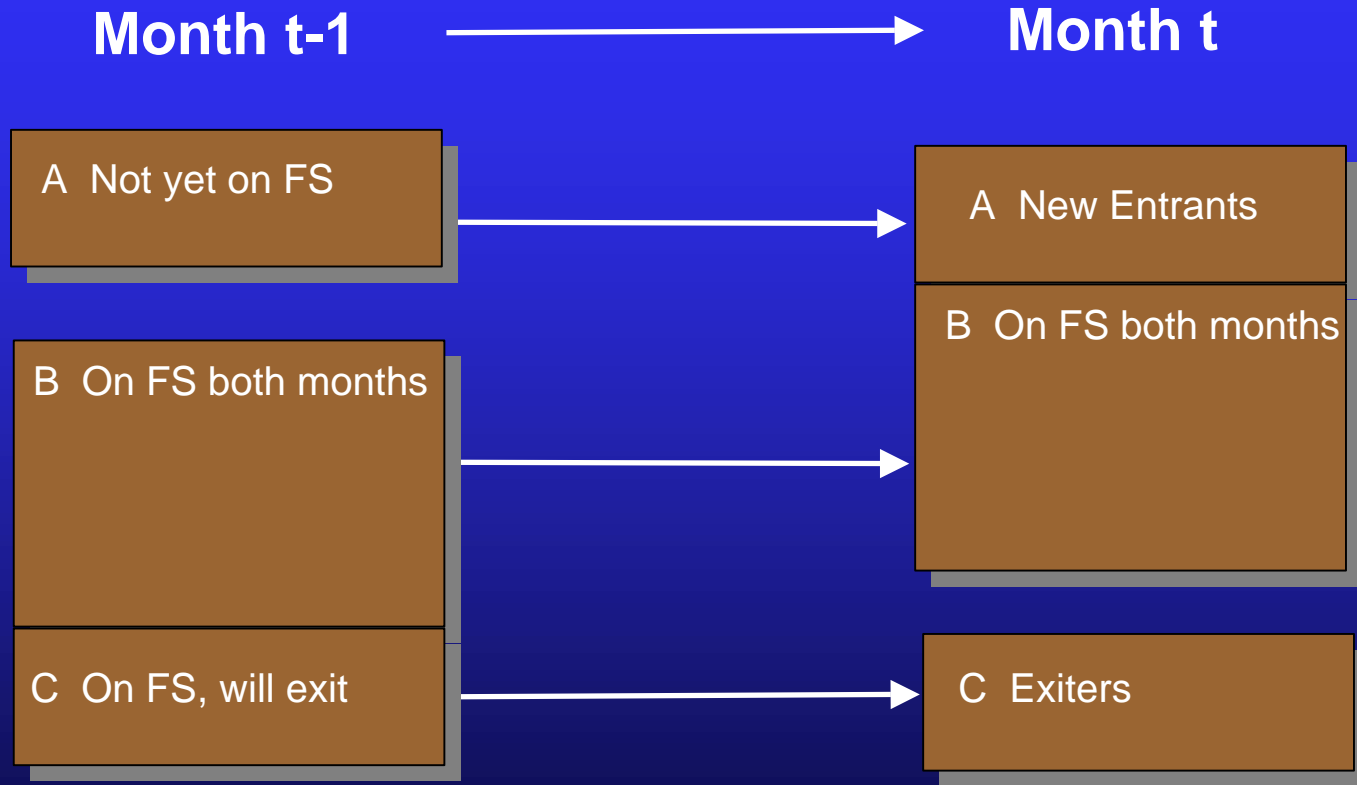 Month t-1
Month t
A Not yet on FS
A New Entrants
B On FS both months
B On FS both months
C On FS, will exit
C Exiters